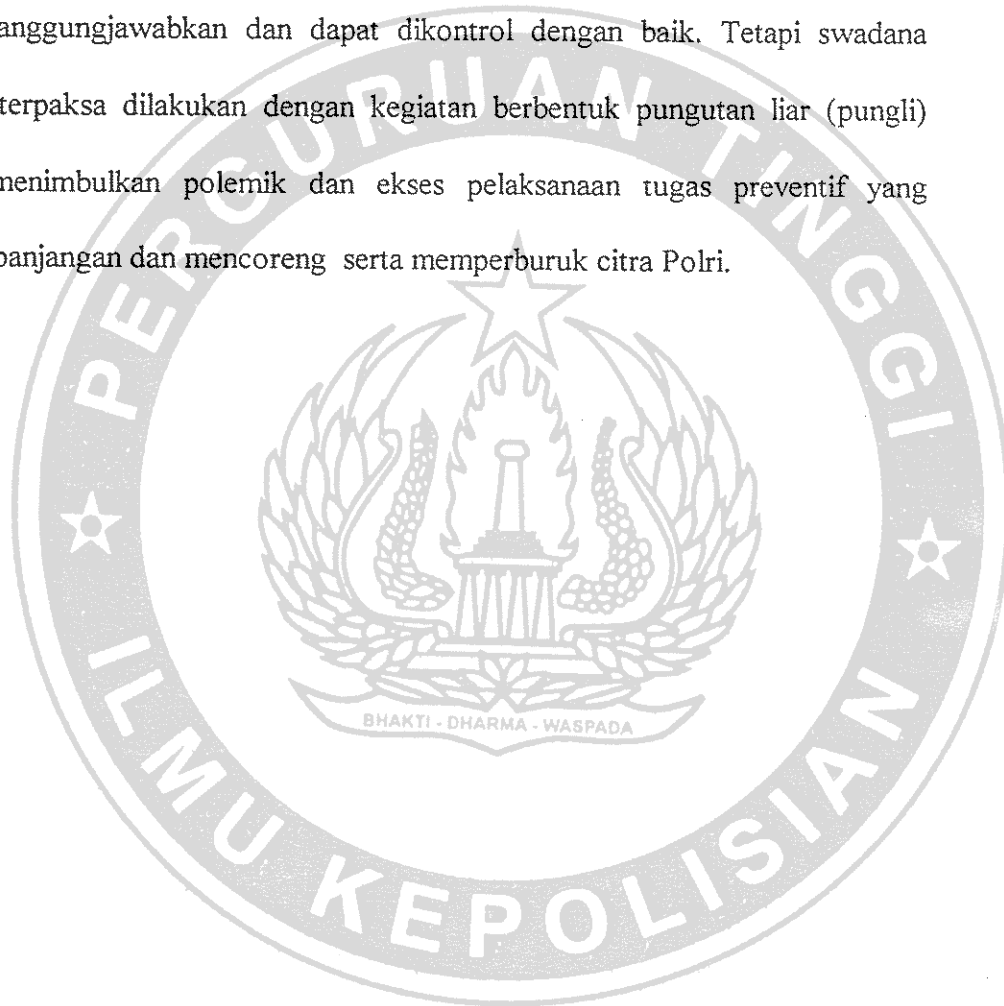 anggungjawabkan dan dapat dikontrol dengan baik. Tetapi swadana
terpaksa dilakukan dengan kegiatan berbentuk pungutan liar (pungli)
menimbulkan polemik dan ekses pelaksanaan tugas preventif yang
panjangan dan mencoreng serta memperburuk citra Polri.
PERGURUAN TINGGI
BHAKTI - DHARMA - WASPADA
ILMU KEPOLISIAN